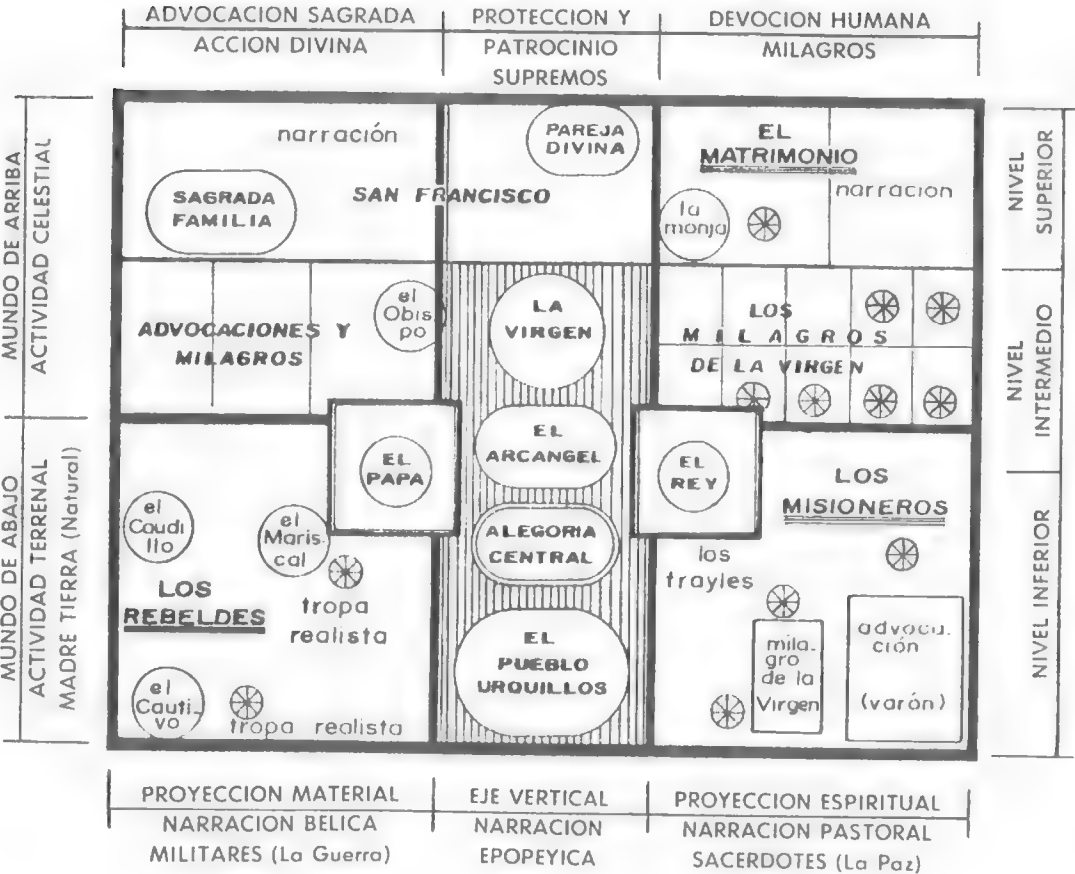 ADVOCACION SAGRADA
ACCION DIVINA
PROTECCION Y
PATROCINIO
SUPREMOS
DEVOCION HUMANA
MILAGROS
MUNDO DE ARRIBA
ACTIVIDAD CELESTIAL
MUNDO DE ABAJO
ACTIVIDAD TERRENAL
MADRE TIERRA (Natural)
narración
SAGRADA
FAMILIA
SAN FRANCISCO
PAREJA
DIVINA
EL
MATRIMONIO
la
monja
narracion
ADVOCACIONES Y
MILAGROS
el
Obis
po
LA
VIRGEN
LOS
MILAGROS
DE LA VIRGEN
EL
PAPA
EL
ARCANGEL
EL
REY
el
Caudi
llo
el
Maris_
cal
LOS
REBELDES
tropa
realista
el
Cauti_
vo
tropa realista
ALEGORIA
CENTRAL
EL
PUEBLO
URQUILLOS
LOS
MISIONEROS
los
frayles
mila_
gro
de la
Virgen
advoca_
ción
(varón)
NIVEL
SUPERIOR
NIVEL
INTERMEDIO
NIVEL INFERIOR
PROYECCION MATERIAL
NARRACION BELICA
MILITARES (La Guerra)
EJE VERTICAL
NARRACION
EPOPEYICA
PROYECCION ESPIRITUAL
NARRACION PASTORAL
SACERDOTES (La Paz)